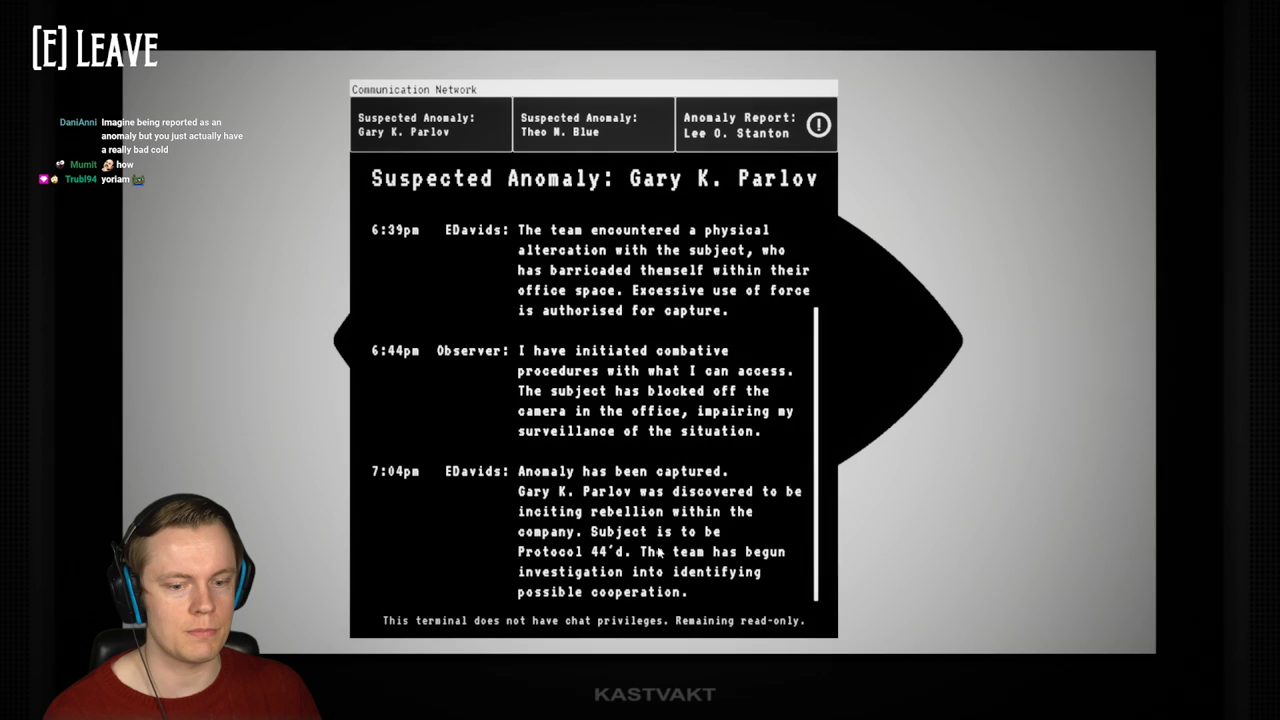 [E] LEAVE
DaniAnni Imagine being reported as an
anomaly but you just actually have
a really bad cold
Mumit how
Trubl94 yoriam
Communication Network
Suspected Anomaly:
Gary K. Parlov
Suspected Anomaly:
Theo M. Blue
Anomaly Report:
Lee O. Stanton
Suspected Anomaly: Gary K. Parlov
6:39pm EDavids: The team encountered a physical
altercation with the subject, who
has barricaded themself within their
office space. Excessive use of force
is authorised for capture.
6:44pm Observer: I have initiated combative
procedures with what I can access.
The subject has blocked off the
camera in the office, impairing my
surveillance of the situation.
7:04pm EDavids: Anomaly has been captured.
Gary K. Parlov was discovered to be
inciting rebellion within the
company. Subject is to be
Protocol 44'd. The team has begun
investigation into identifying
possible cooperation.
This terminal does not have chat privileges. Remaining read-only.
KASTVAKT